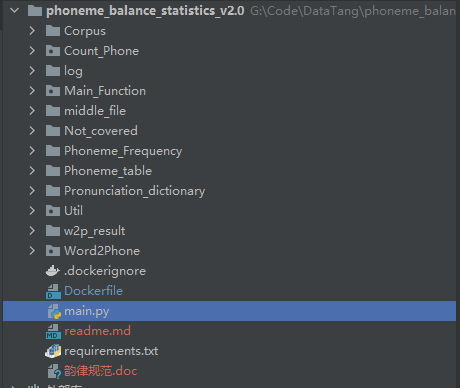 phoneme_balance_statistics_v2.0 G:\Code\DataTang\phoneme_balan
Corpus
Count_Phone
log
Main_Function
middle_file
Not_covered
Phoneme_Frequency
Phoneme_table
Pronunciation_dictionary
Util
w2p_result
Word2Phone
.dockerignore
Dockerfile
main.py
readme.md
requirements.txt
韵律规范.doc